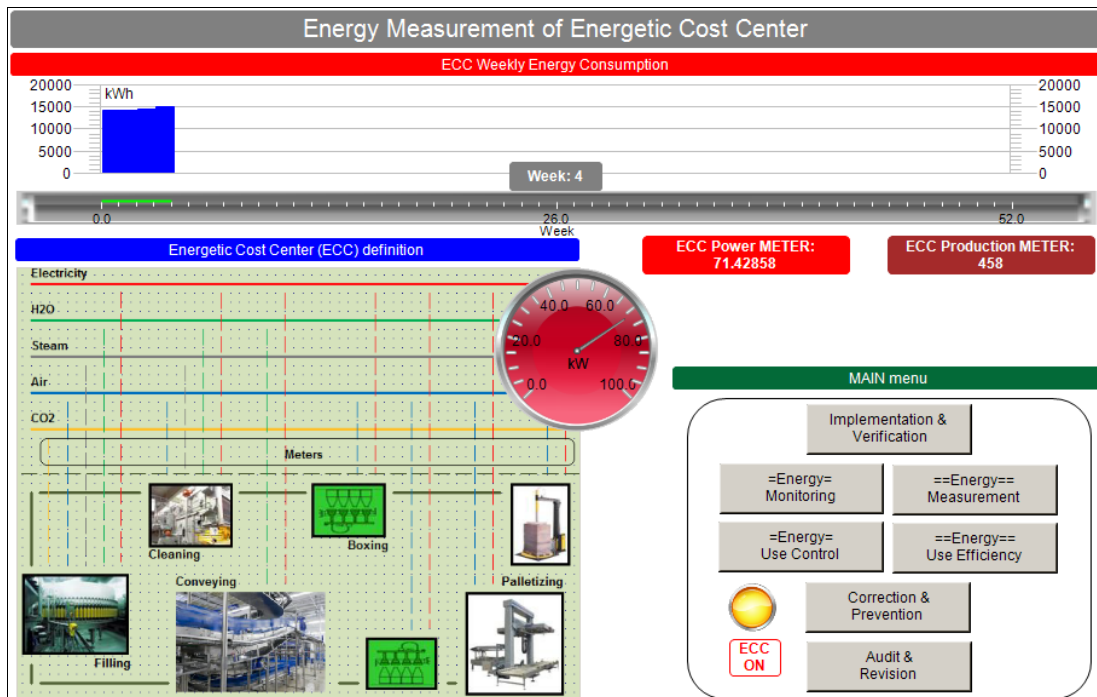 Energy Measurement of Energetic Cost Center
ECC Weekly Energy Consumption
20000
15000
10000
5000
0
kWh
20000
15000
10000
5000
0
Week: 4
0.0
26.0
52.0
Week
Energetic Cost Center (ECC) definition
ECC Power METER:
71.42858
ECC Production METER:
458
Electricity
H2O
Steam
Air
CO2
Meters
40.0
60.0
20.0
80.0
kW
0.0
100.0
Cleaning
Boxing
Conveying
Palletizing
Filling
MAIN menu
Implementation &
Verification
=Energy=
Monitoring
==Energy==
Measurement
=Energy=
Use Control
==Energy==
Use Efficiency
Correction &
Prevention
ECC
ON
Audit &
Revision